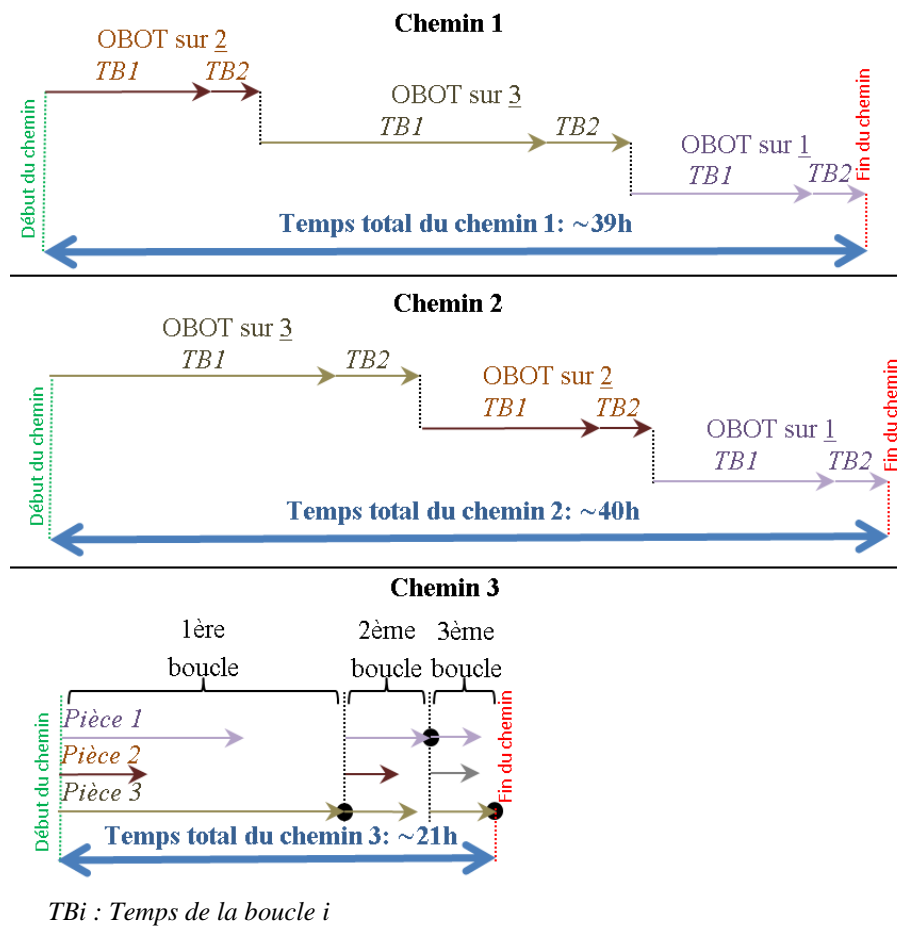 Chemin 1
OBOT sur 2
TB1 TB2
OBOT sur 3
TB1 TB2
OBOT sur 1
TB1 TB2
Début du chemin
Fin du chemin
Temps total du chemin 1: ~39h
Chemin 2
OBOT sur 3
TB1 TB2
OBOT sur 2
TB1 TB2
OBOT sur 1
TB1 TB2
Début du chemin
Fin du chemin
Temps total du chemin 2: ~40h
Chemin 3
1ère boucle
2ème boucle
3ème boucle
Début du chemin
Fin du chemin
Pièce 1
Pièce 2
Pièce 3
Temps total du chemin 3: ~21h
TBi : Temps de la boucle i